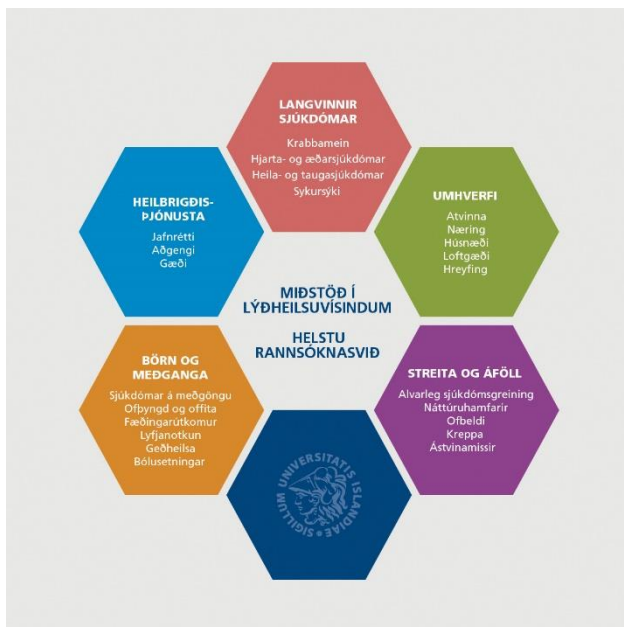 LANGVINNIR
SJÚKDÓMAR
Krabbamein
Hjarta- og æðarsjúkdómar
Heila- og taugasjúkdómar
Sykursýki
HEILBRIGÐIS-
ÞJÓNUSTA
Jafnrétti
Aðgengi
Gæði
UMHVERFI
Atvinna
Næring
Húsnæði
Loftgæði
Hreyfing
MIÐSTÖÐ Í
LÝÐHEILSUVÍSINDUM
HELSTU
RANNSÓKNASVIÐ
BÖRN OG
MEÐGANGA
Sjúkdómar á meðgöngu
Ofþyngd og offita
Fæðingarútkomur
Lyfjanotkun
Geðheilsa
Bólusetningar
STREITA OG ÁFÖLL
Alvarleg sjúkdómsgreining
Náttúruhamfarir
Ofbeldi
Kreppa
Ástvinamissir
SIGILLUM UNIVERSITATIS ISLANDIAE